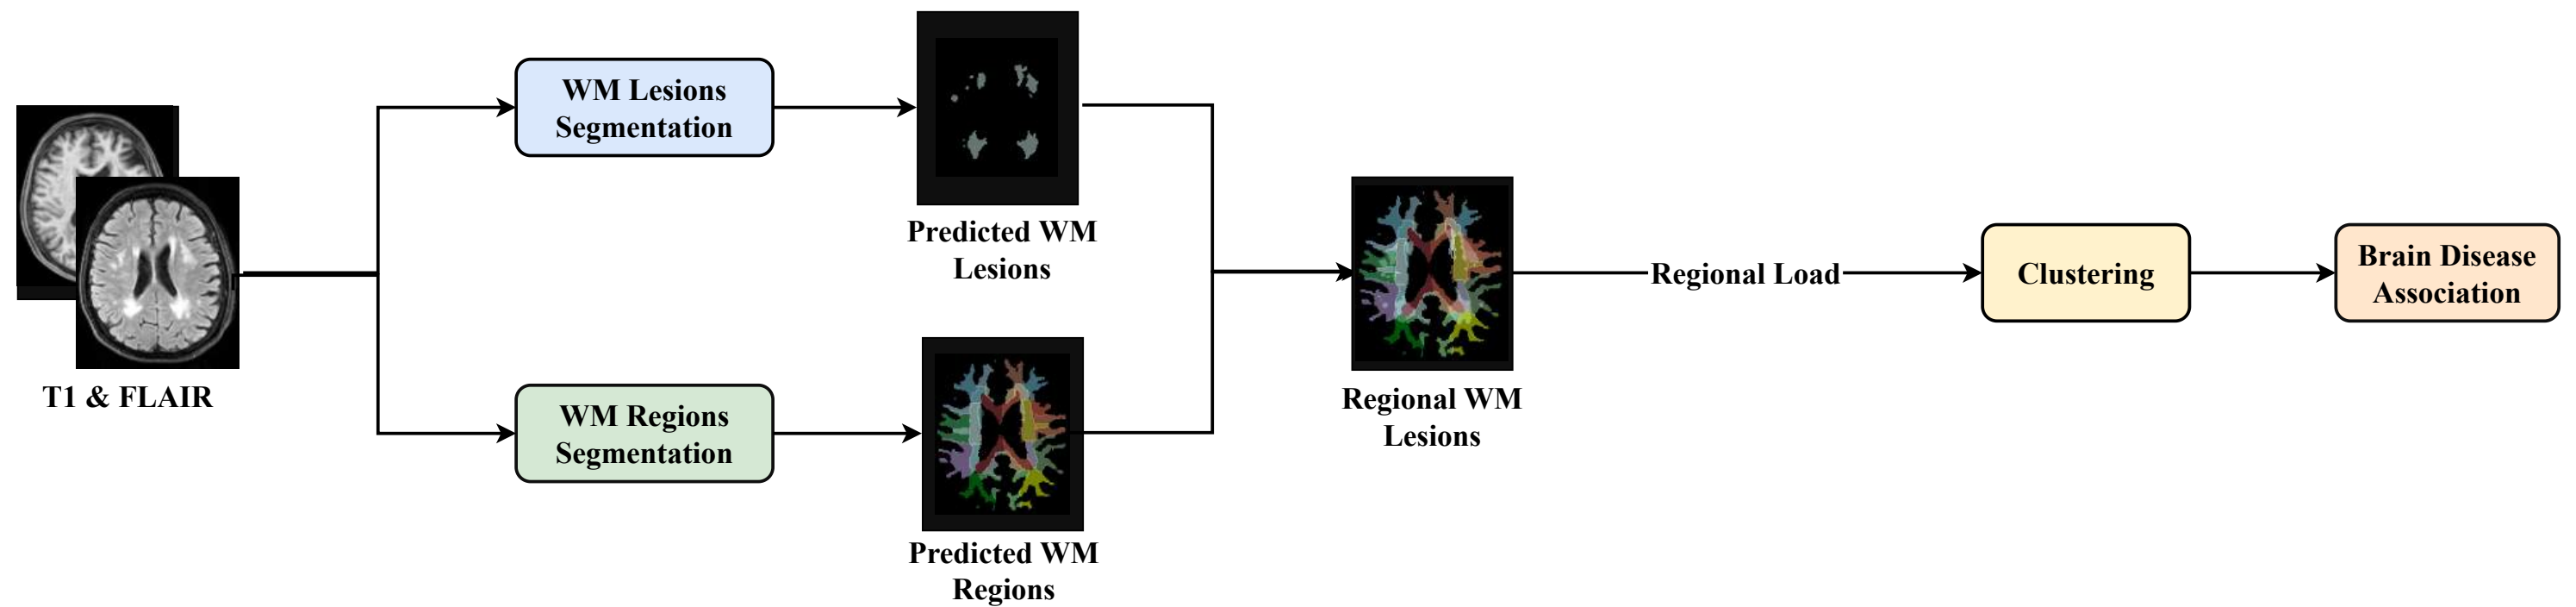 T1 & FLAIR
WM Lesions
Segmentation
Predicted WM
Lesions
WM Regions
Segmentation
Predicted WM
Regions
Regional WM
Lesions
Regional Load
Clustering
Brain Disease
Association